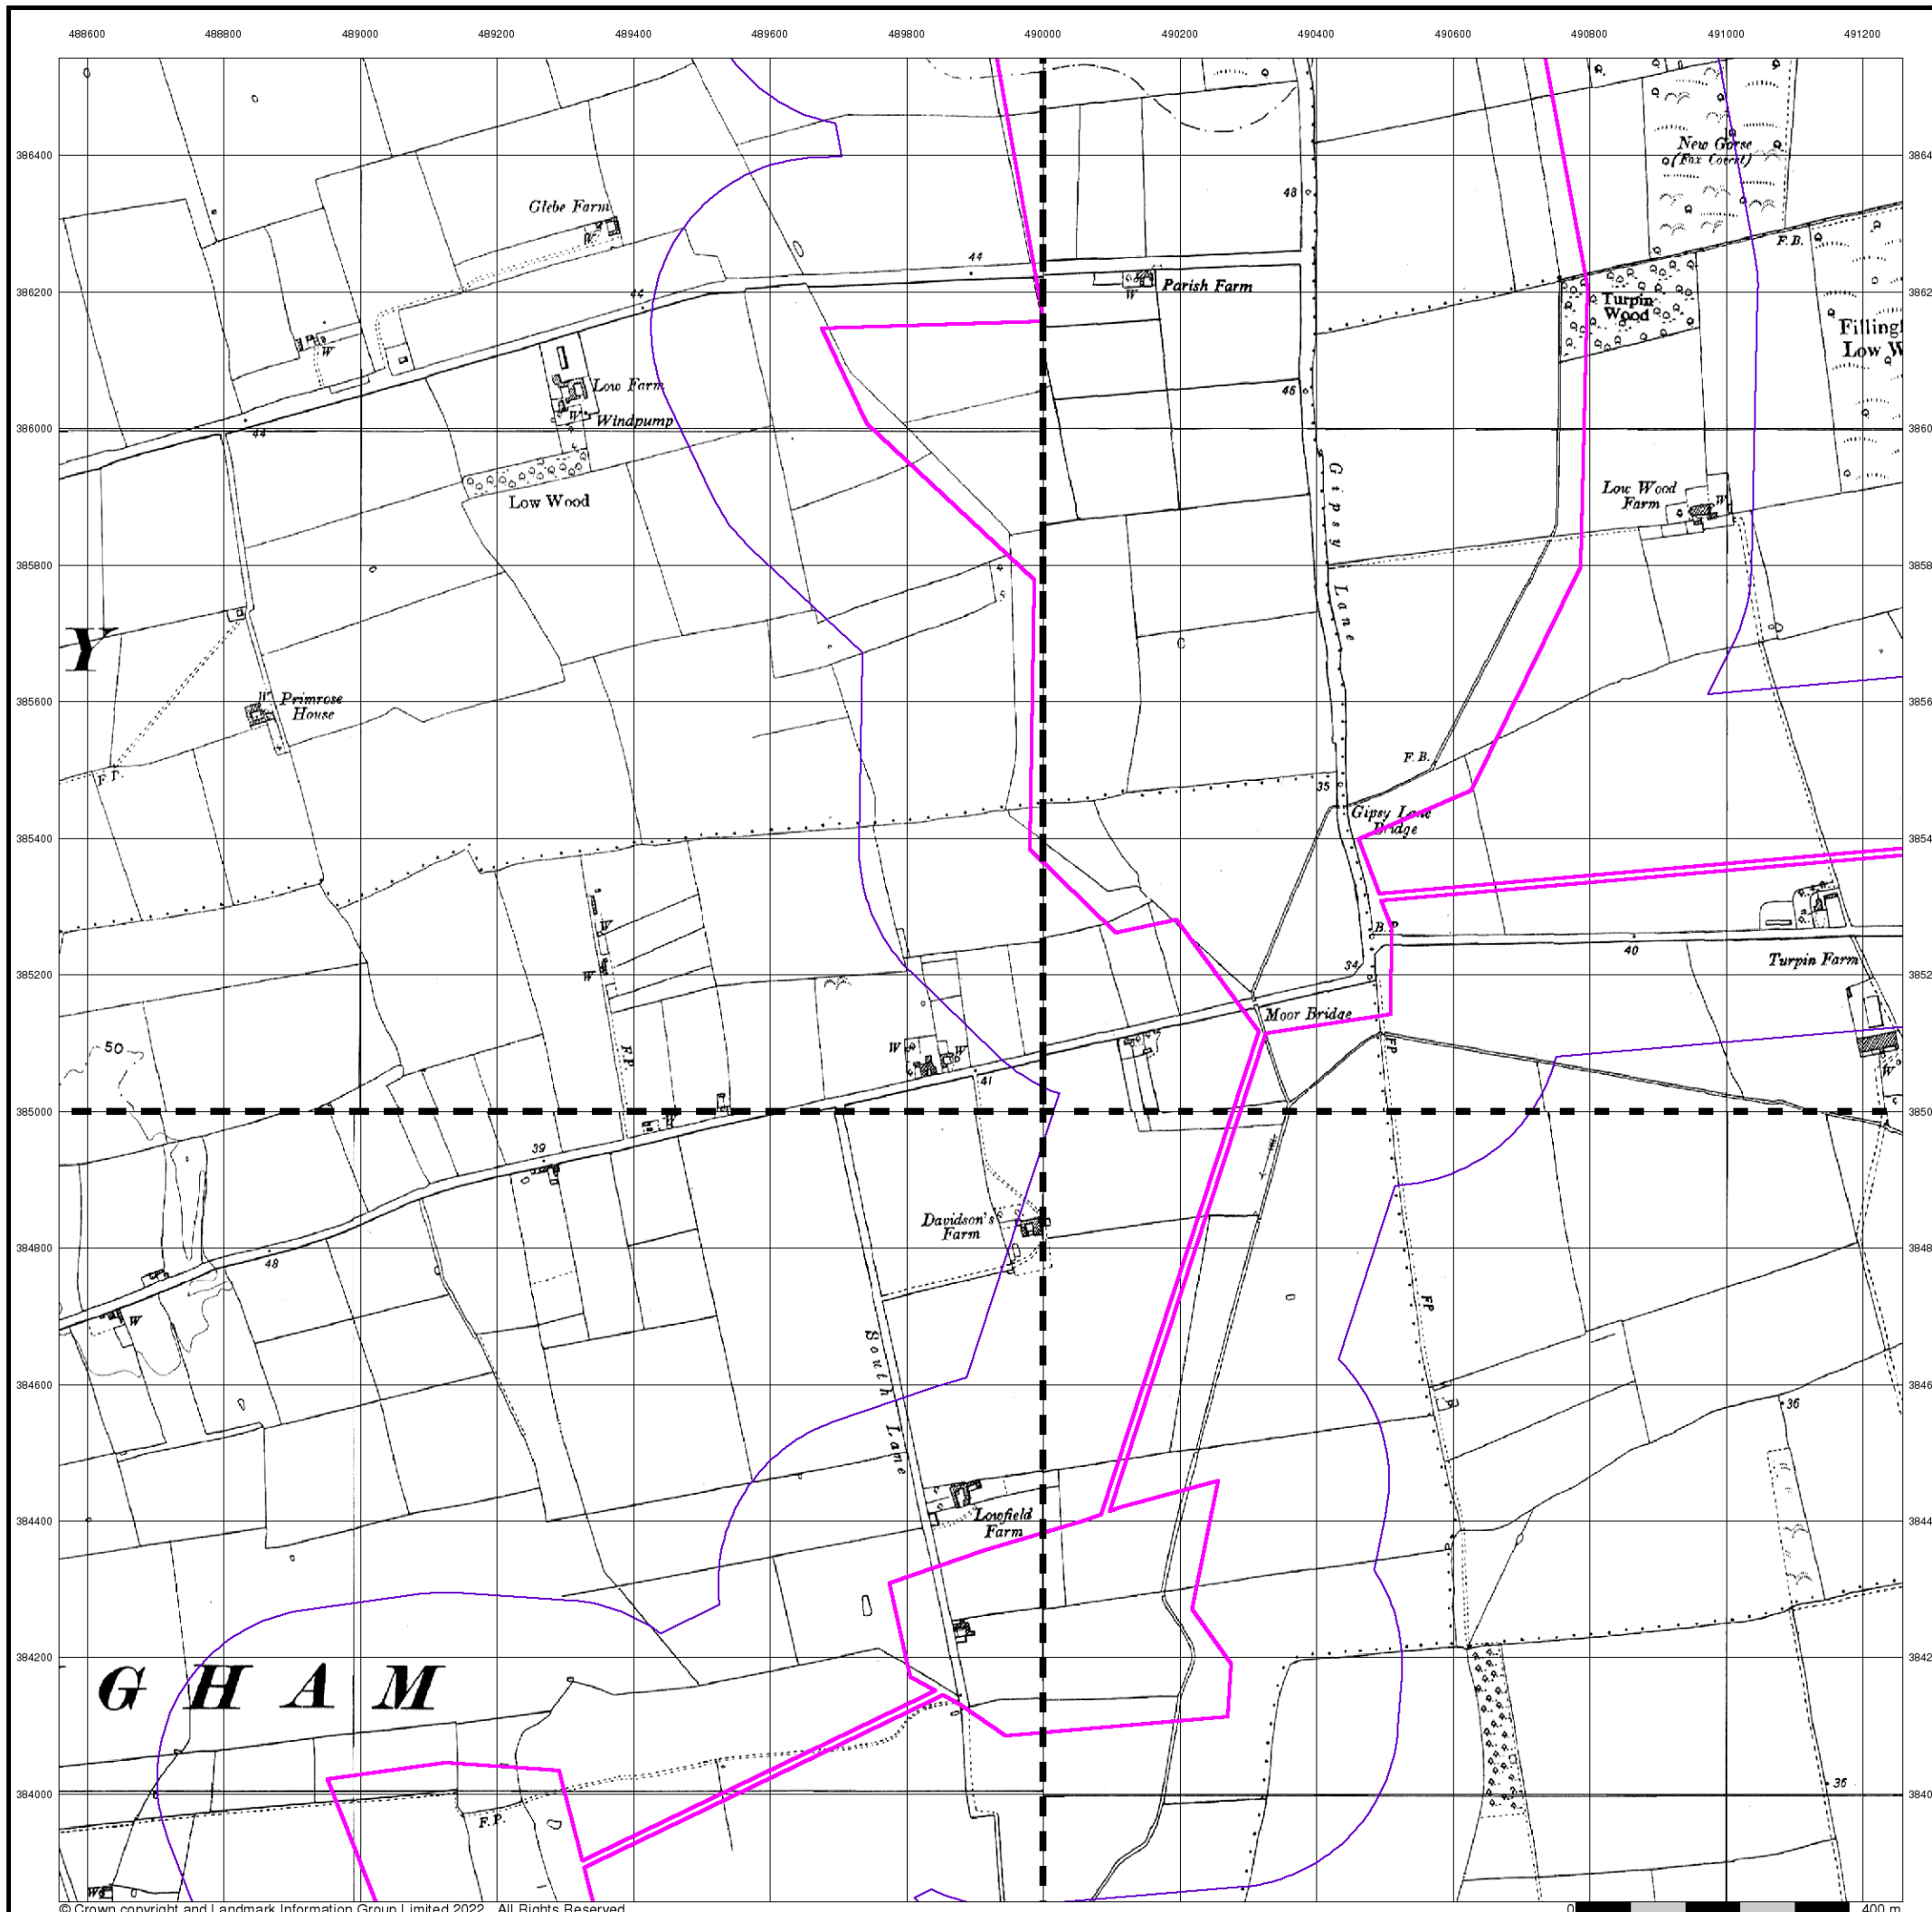 488600 488800 489000 489200 489400 489600 489800 490000 490200 490400 490600 490800 491000 491200
386400
New Gorse
(Fox Covert)
48
Glebe Farm
W
F.B.
44
44
386200
Parish Farm
W
Turpin
Wood
W
Low Farm
46
W
Windpump
44
386000
Low Wood
Gipsy Lane
Low Wood
Farm
W
385800
Y
W
Primrose
House
385600
F.B.
35
Gipsy Lane
Bridge
385400
W
B.P.
40
Turpin Farm
W
34
385200
Moor Bridge
F.P.
50
W
W
FP
41
W
W
385000
39
Davidson's
Farm
48
384800
FP
W
South Lane
384600
36
Lowfield
Farm
384400
384200
G H A M
36
384000
F.P.
W
© Crown copyright and Landmark Information Group Limited 2022. All Rights Reserved.
0 400 m